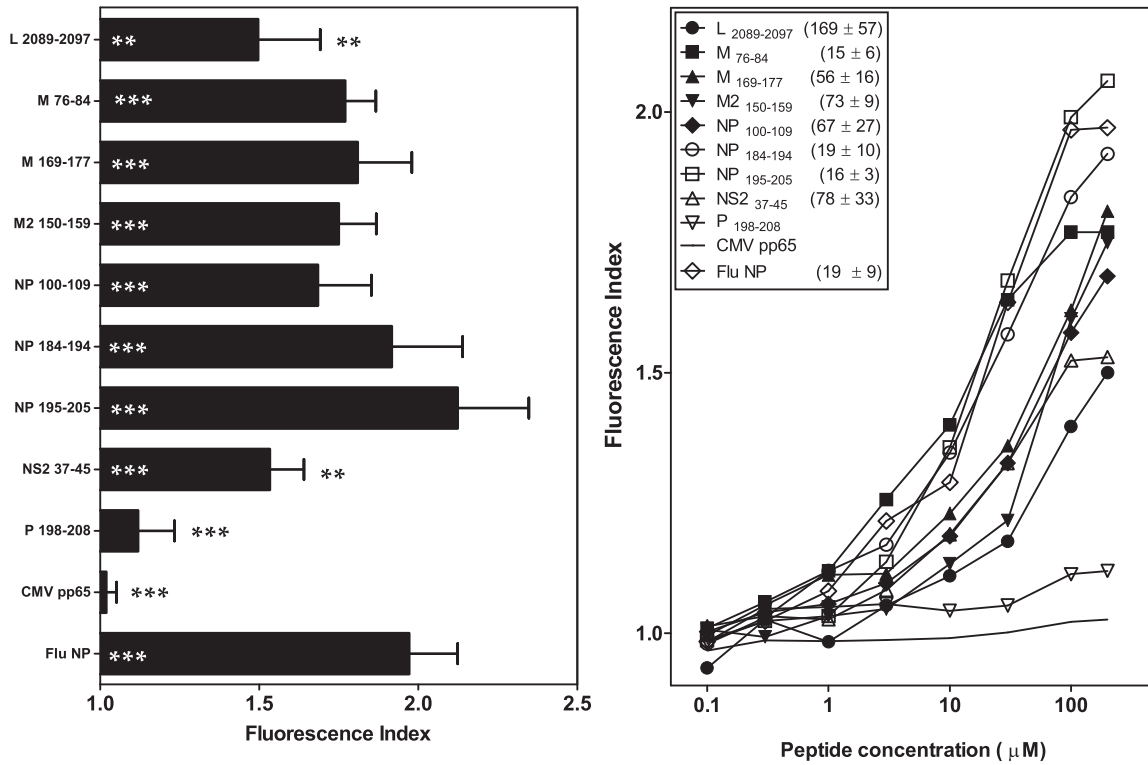 L 2089-2097
**
**
M 76-84
***
M 169-177
***
M2 150-159
***
NP 100-109
***
NP 184-194
***
NP 195-205
***
NS2 37-45
***
**
P 198-208
***
CMV pp65
***
Flu NP
***
1.0 1.5 2.0 2.5
Fluorescence Index
Fluorescence Index
2.0
1.5
1.0
L 2089-2097 (169 ± 57)
M 76-84 (15 ± 6)
M 169-177 (56 ± 16)
M2 150-159 (73 ± 9)
NP 100-109 (67 ± 27)
NP 184-194 (19 ± 10)
NP 195-205 (16 ± 3)
NS2 37-45 (78 ± 33)
P 198-208
CMV pp65
Flu NP (19 ± 9)
0.1 1 10 100
Peptide concentration ( μM)